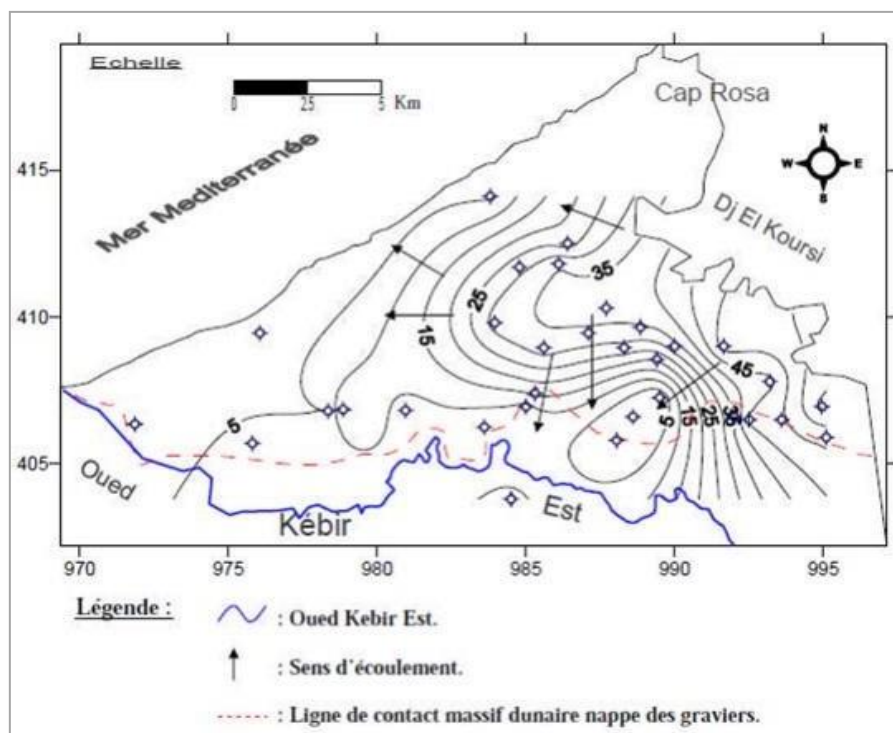 Echelle
0 25 5 Km
Cap Rosa
Mer Mediterranée
N
W E
S
Dj El Koursi
415
410
405
35
25
15
45
5
5 15 25 35
Oued
Kébir
Est
970 975 980 985 990 995
Légende :
: Oued Kebir Est.
: Sens d'écoulement.
: Ligne de contact massif dunaire nappe des graviers.